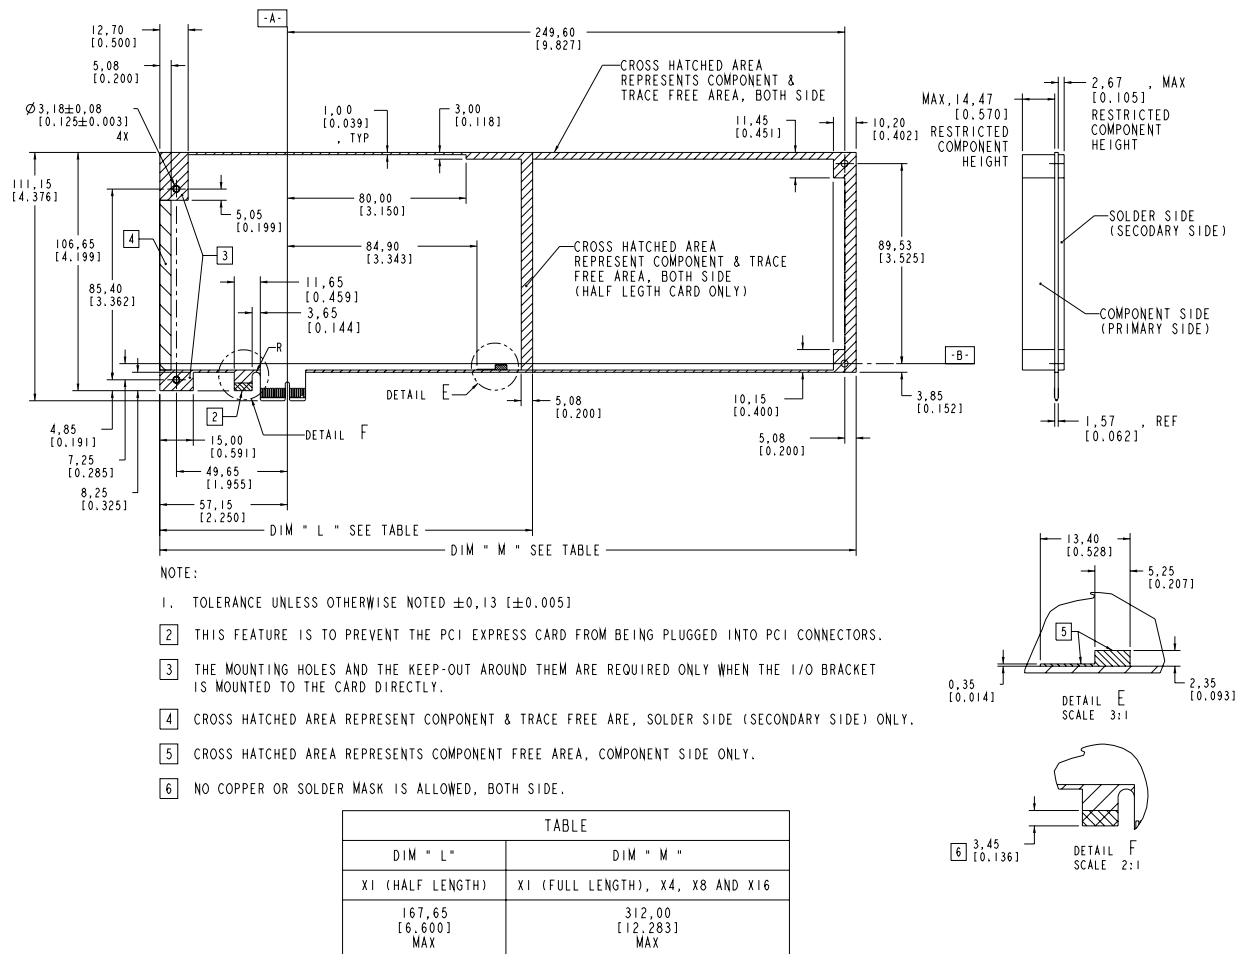 -A-
12,70
[0.500]
249,60
[9.827]
5,08
[0.200]
CROSS HATCHED AREA
REPRESENTS COMPONENT &
TRACE FREE AREA, BOTH SIDE
2,67 , MAX
[0.105]
RESTRICTED
COMPONENT
HEIGHT
MAX,14,47
[0.570]
RESTRICTED
COMPONENT
HEIGHT
Ø3,18±0,08
[0.125±0.003]
4X
1,00
[0.039]
, TYP
3,00
[0.118]
11,45
[0.451]
10,20
[0.402]
111,15
[4.376]
80,00
[3.150]
5,05
[0.199]
SOLDER SIDE
(SECODARY SIDE)
4
3
106,65
[4.199]
84,90
[3.343]
CROSS HATCHED AREA
REPRESENT COMPONENT & TRACE
FREE AREA, BOTH SIDE
(HALF LEGTH CARD ONLY)
89,53
[3.525]
85,40
[3.362]
11,65
[0.459]
3,65
[0.144]
COMPONENT SIDE
(PRIMARY SIDE)
R
-B-
DETAIL E
2
DETAIL F
5,08
[0.200]
10,15
[0.400]
3,85
[0.152]
1,57 , REF
[0.062]
4,85
[0.191]
15,00
[0.591]
5,08
[0.200]
7,25
[0.285]
49,65
[1.955]
8,25
[0.325]
57,15
[2.250]
DIM " L " SEE TABLE
DIM " M " SEE TABLE
13,40
[0.528]
5,25
[0.207]
5
0,35
[0.014]
2,35
[0.093]
DETAIL E
SCALE 3:1
NOTE:
1. TOLERANCE UNLESS OTHERWISE NOTED ±0,13 [±0.005]
2 THIS FEATURE IS TO PREVENT THE PCI EXPRESS CARD FROM BEING PLUGGED INTO PCI CONNECTORS.
3 THE MOUNTING HOLES AND THE KEEP-OUT AROUND THEM ARE REQUIRED ONLY WHEN THE I/O BRACKET
IS MOUNTED TO THE CARD DIRECTLY.
4 CROSS HATCHED AREA REPRESENT CONPONENT & TRACE FREE ARE, SOLDER SIDE (SECONDARY SIDE) ONLY.
5 CROSS HATCHED AREA REPRESENTS COMPONENT FREE AREA, COMPONENT SIDE ONLY.
6 NO COPPER OR SOLDER MASK IS ALLOWED, BOTH SIDE.
6 3,45
[0.136]
DETAIL F
SCALE 2:1
TABLE
DIM " L"
DIM " M "
X1 (HALF LENGTH)
X1 (FULL LENGTH), X4, X8 AND X16
167,65
[6.600]
MAX
312,00
[12.283]
MAX